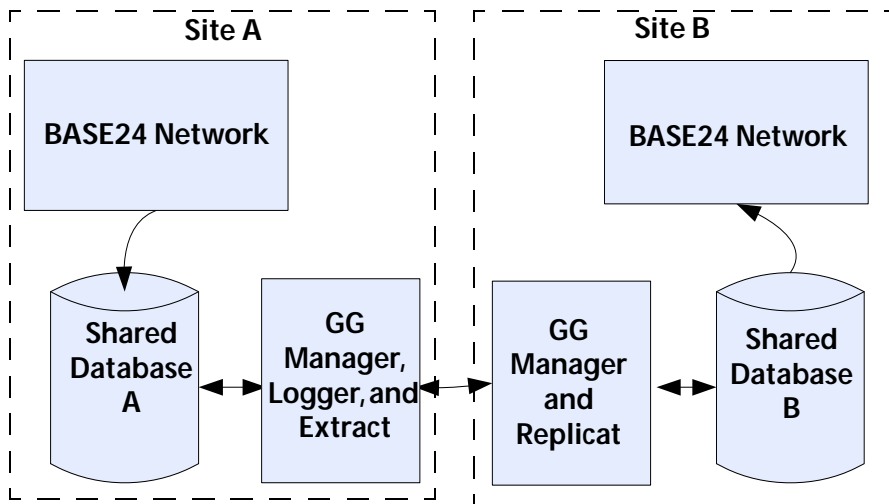 Site A
Site B
BASE24 Network
BASE24 Network
Shared
Database
A
GG
Manager,
Logger, and
Extract
GG
Manager
and
Replicat
Shared
Database
B